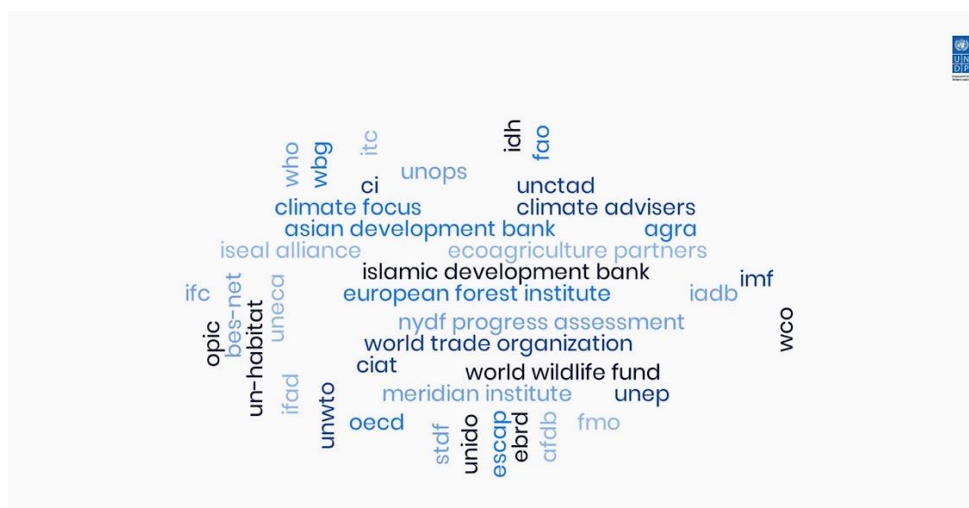 idh
fao
itc
who
wbg
unops
ci
unctad
climate focus
climate advisers
asian development bank
agra
iseal alliance
ecoagriculture partners
islamic development bank
imf
ifc
bes-net
uneca
european forest institute
iadb
opic
un-habitat
nydf progress assessment
wco
world trade organization
ciat
world wildlife fund
ifad
unwto
meridian institute
unep
oecd
stdf
unido
escap
ebrd
afdb
fmo
U N
D P